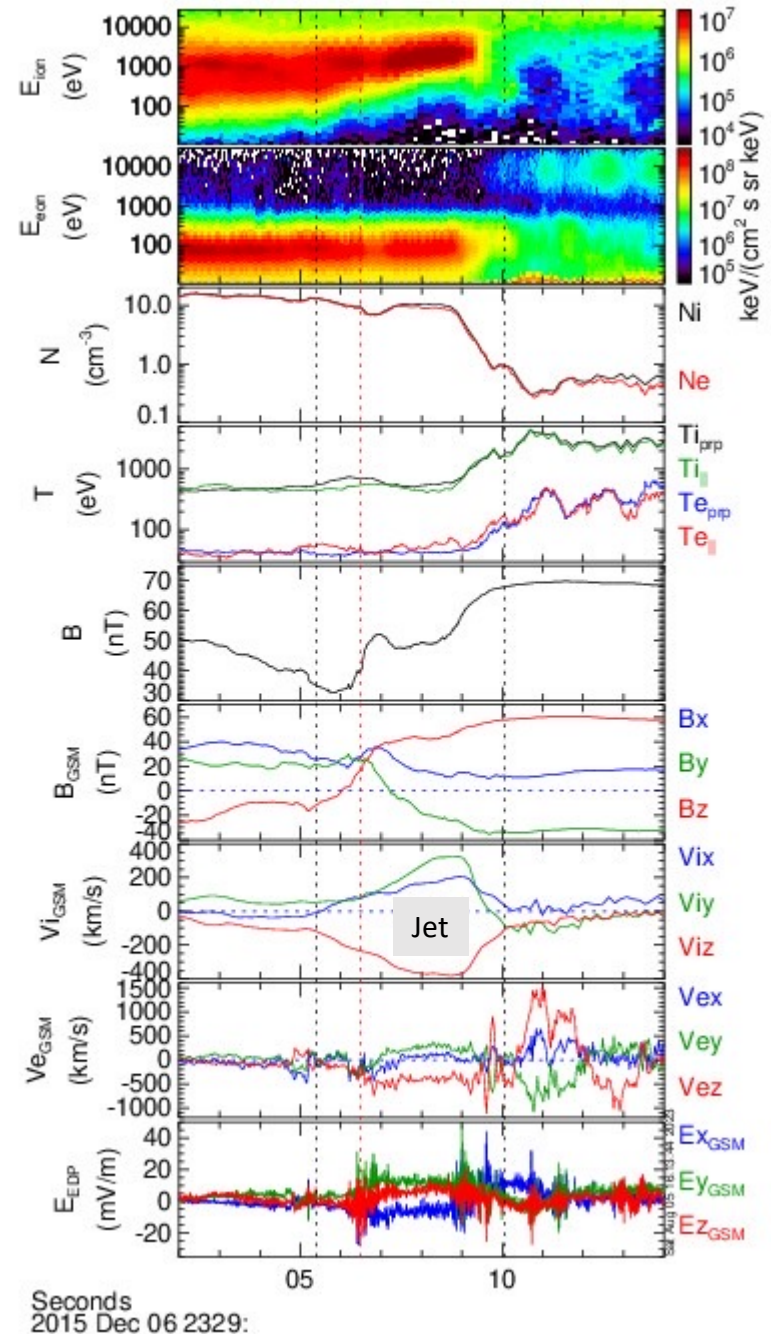 10000
1000
100
E_ion (eV)
10^7
10^6
10^5
10^4
10000
1000
100
E_eon (eV)
10^8
10^7
10^6
10^5
keV/(cm^2 s sr keV)
10.0
1.0
0.1
N (cm^-3)
Ni
Ne
1000
100
T (eV)
Ti_prp
Ti_||
Te_prp
Te_||
70
60
50
40
30
B (nT)
60
40
20
0
-20
-40
B_GSM (nT)
Bx
By
Bz
400
200
0
-200
-400
Vi_GSM (km/s)
Jet
Vix
Viy
Viz
1500
1000
500
0
-500
-1000
Ve_GSM (km/s)
Vex
Vey
Vez
40
20
0
-20
E_EDP (mV/m)
Ex_GSM
Ey_GSM
Ez_GSM
05
10
Seconds
2015 Dec 06 2329: